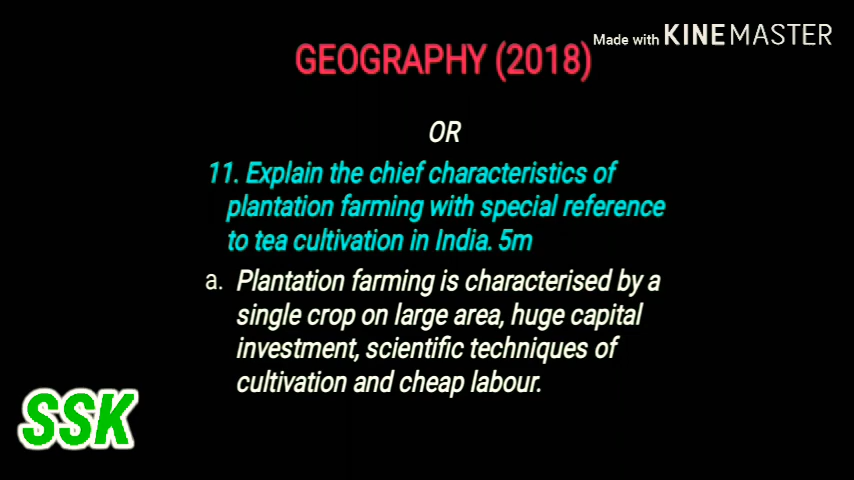 Made with KINEMASTER
GEOGRAPHY (2018)
OR
11. Explain the chief characteristics of
plantation farming with special reference
to tea cultivation in India. 5m
a. Plantation farming is characterised by a
single crop on large area, huge capital
investment, scientific techniques of
cultivation and cheap labour.
SSK